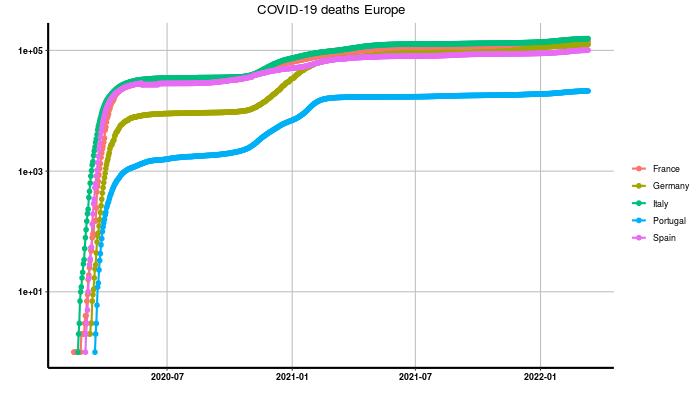 COVID-19 deaths Europe
1e+05
1e+03
1e+01
2020-07
2021-01
2021-07
2022-01
France
Germany
Italy
Portugal
Spain